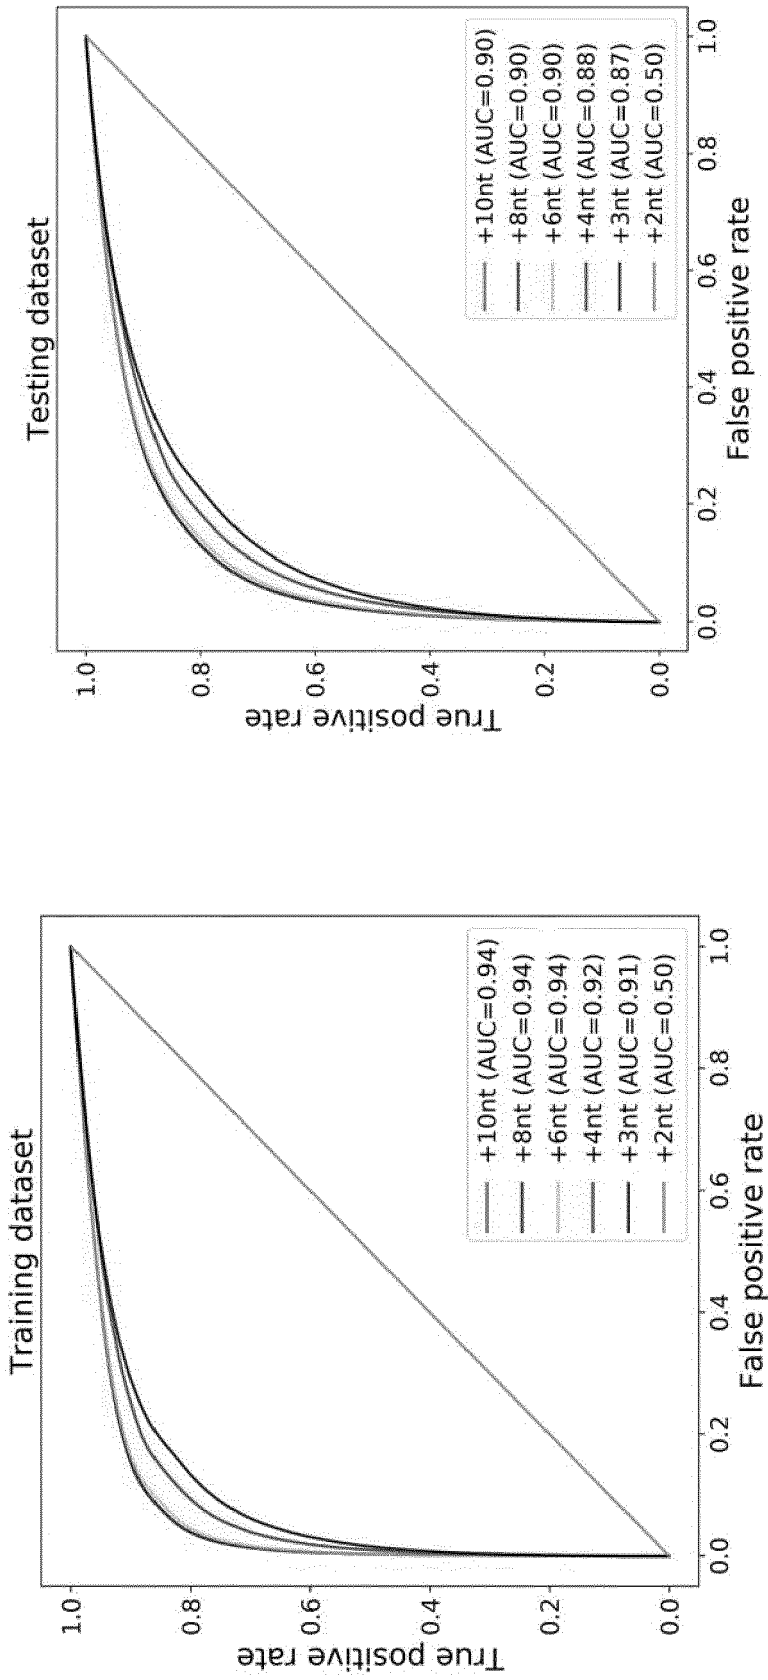 Training dataset
True positive rate
1.0
0.8
0.6
0.4
0.2
0.0
+10nt (AUC=0.94)
+8nt (AUC=0.94)
+6nt (AUC=0.94)
+4nt (AUC=0.92)
+3nt (AUC=0.91)
+2nt (AUC=0.50)
0.0 0.2 0.4 0.6 0.8 1.0
False positive rate
Testing dataset
True positive rate
1.0
0.8
0.6
0.4
0.2
0.0
+10nt (AUC=0.90)
+8nt (AUC=0.90)
+6nt (AUC=0.90)
+4nt (AUC=0.88)
+3nt (AUC=0.87)
+2nt (AUC=0.50)
0.0 0.2 0.4 0.6 0.8 1.0
False positive rate